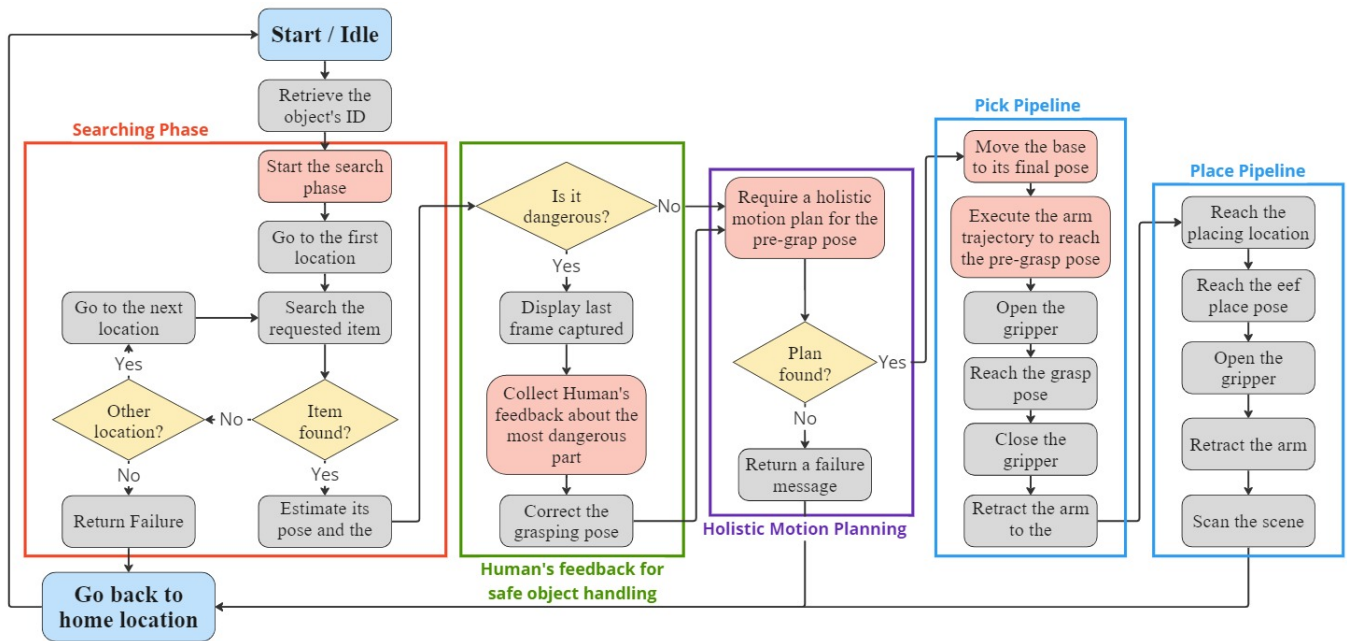 Start / Idle
Retrieve the
object's ID
Searching Phase
Start the search
phase
Go to the first
location
Go to the next
location
Search the
requested item
Yes
Other
location?
No
Item
found?
No
Yes
Return Failure
Estimate its
pose and the
Go back to
home location
Is it
dangerous?
No
Yes
Display last
frame captured
Collect Human's
feedback about the
most dangerous
part
Correct the
grasping pose
Human's feedback for
safe object handling
Require a holistic
motion plan for the
pre-grap pose
Plan
found?
Yes
No
Return a failure
message
Holistic Motion Planning
Pick Pipeline
Move the base
to its final pose
Execute the arm
trajectory to reach
the pre-grasp pose
Open the
gripper
Reach the grasp
pose
Close the
gripper
Retract the arm
to the
Place Pipeline
Reach the
placing location
Reach the eef
place pose
Open the
gripper
Retract the arm
Scan the scene